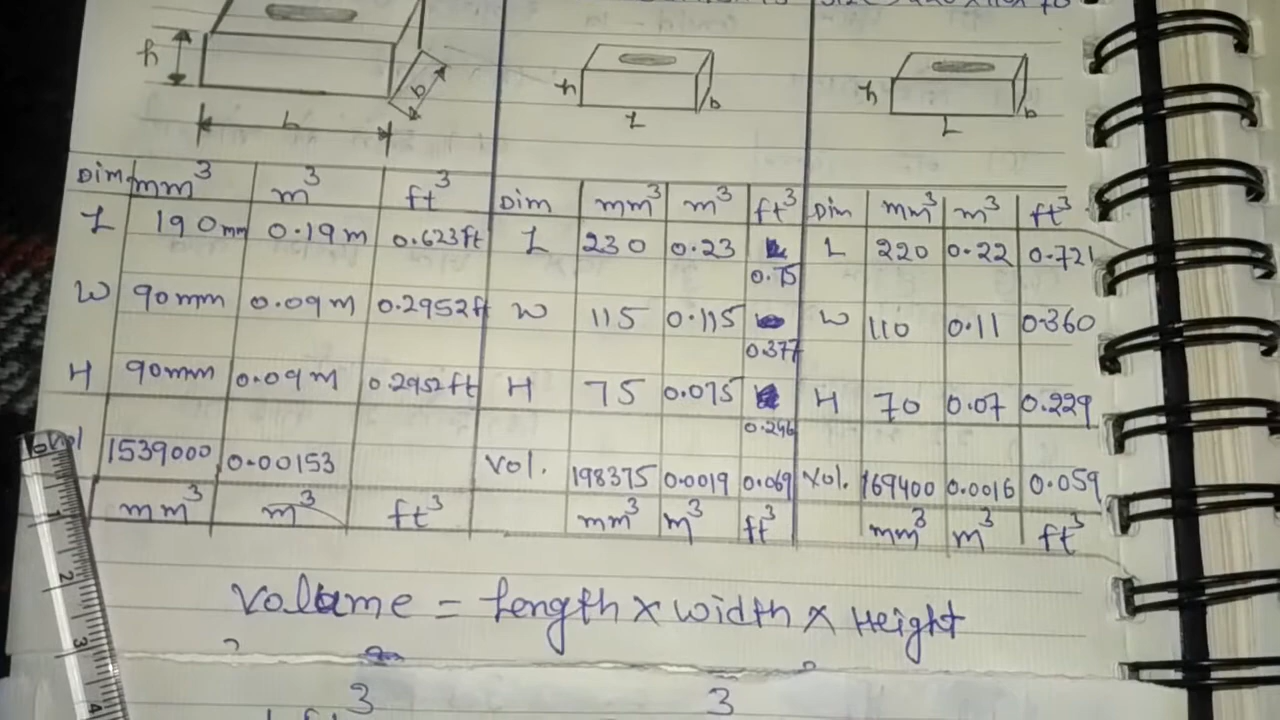 h
b
L
h
b
L
h
b
L
Dim mm3 m3 ft3 Dim mm3 m3 ft3 Dim mm3 m3 ft3
L 190mm 0.19m 0.623ft L 230 0.23 0.75 L 220 0.22 0.721
W 90mm 0.09m 0.2952ft W 115 0.115 0.377 W 110 0.11 0.360
H 90mm 0.09m 0.2952ft H 75 0.075 0.246 H 70 0.07 0.229
1539000 0.00153 Vol. 198375 0.0019 0.069 Vol. 169400 0.0016 0.059
mm3 m3 ft3 mm3 m3 ft3 mm3 m3 ft3
Volume = Length x Width x Height
3 3
1
2
3
4